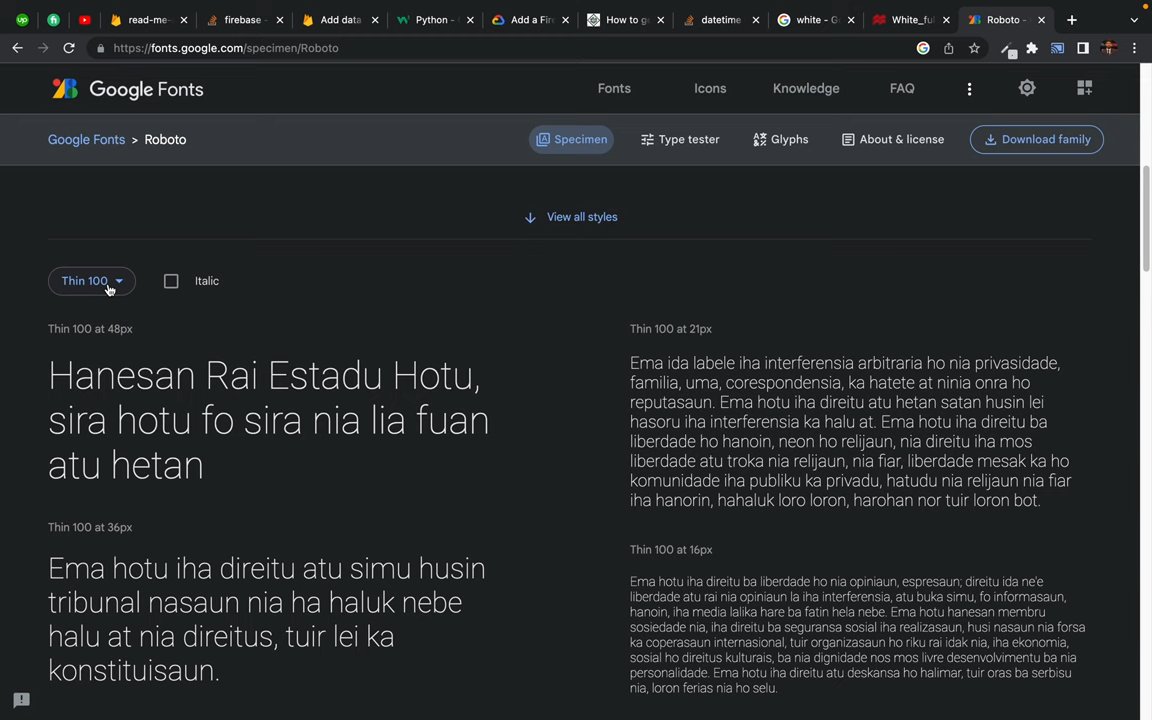 read-me-
firebase -
Add data
Python -
Add a Fire
How to ge
datetime
white - G
White_ful
Roboto -
https://fonts.google.com/specimen/Roboto
Google Fonts
Fonts
Icons
Knowledge
FAQ
Google Fonts > Roboto
Specimen
Type tester
Glyphs
About & license
Download family
View all styles
Thin 100
Italic
Thin 100 at 48px
Hanesan Rai Estadu Hotu,
sira hotu fo sira nia lia fuan
atu hetan
Thin 100 at 36px
Ema hotu iha direitu atu simu husin
tribunal nasaun nia ha haluk nebe
halu at nia direitus, tuir lei ka
konstituisaun.
Thin 100 at 21px
Ema ida labele iha interferensia arbitraria ho nia privasidade,
familia, uma, corespondensia, ka hatete at ninia onra ho
reputasaun. Ema hotu iha direitu atu hetan satan husin lei
hasoru iha interferensia ka halu at. Ema hotu iha direitu ba
liberdade ho hanoin, neon ho relijaun, nia direitu iha mos
liberdade atu troka nia relijaun, nia fiar, liberdade mesak ka ho
komunidade iha publiku ka privadu, hatudu nia relijaun nia fiar
iha hanorin, hahaluk loro loron, harohan nor tuir loron bot.
Thin 100 at 16px
Ema hotu iha direitu ba liberdade ho nia opiniaun, espresaun; direitu ida ne'e
liberdade atu rai nia opiniaun la iha interferensia, atu buka simu, fo informasaun,
hanoin, iha media lalika hare ba fatin hela nebe. Ema hotu hanesan membru
sosiedade nia, iha direitu ba seguransa sosial iha realizasaun, husi nasaun nia forsa
ka coperasaun internasional, tuir organizasaun ho riku rai idak nia, iha ekonomia,
sosial ho direitus kulturais, ba nia dignidade nos mos livre desenvolvimentu ba nia
personalidade. Ema hotu iha direitu atu deskansa ho halimar, tuir oras ba serbisu
nia, loron ferias nia ho selu.